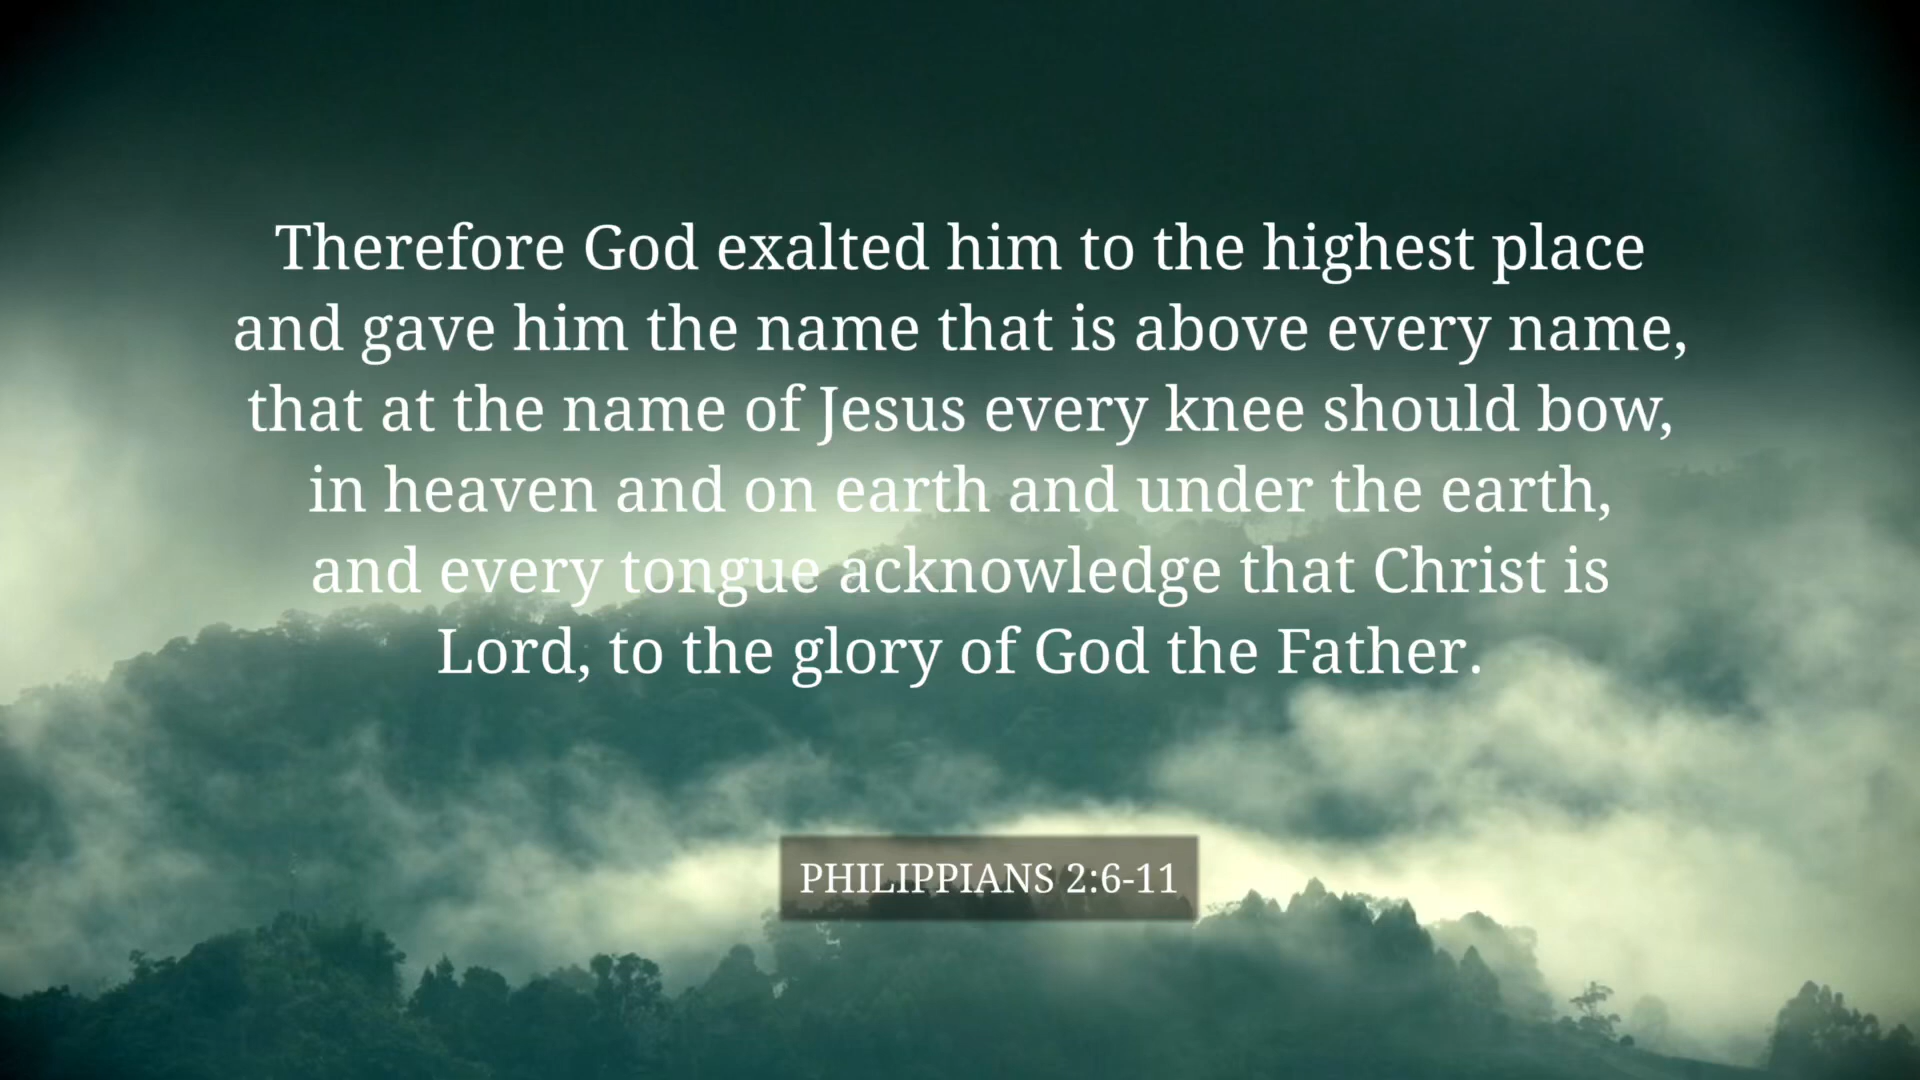 Therefore God exalted him to the highest place
and gave him the name that is above every name,
that at the name of Jesus every knee should bow,
in heaven and on earth and under the earth,
and every tongue acknowledge that Christ is
Lord, to the glory of God the Father.
PHILIPPIANS 2:6-11